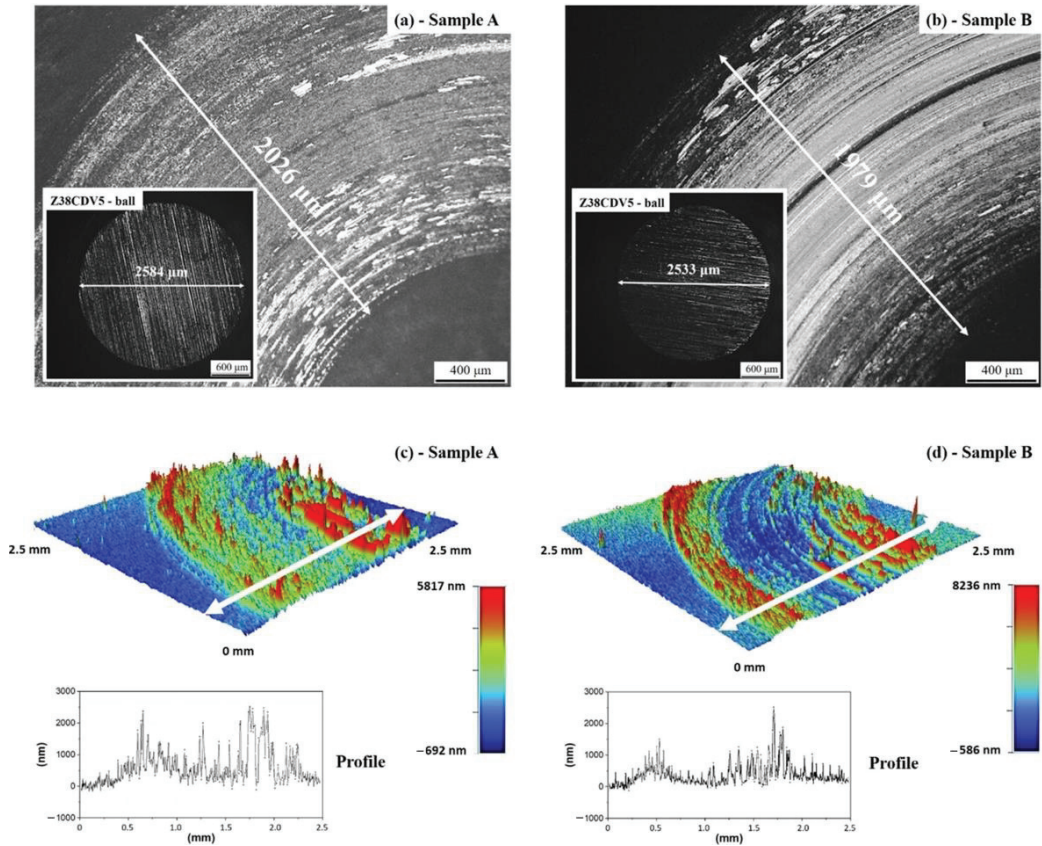 (a) - Sample A
2026 μm
Z38CDV5 - ball
2584 μm
600 μm
400 μm
(b) - Sample B
1979 μm
Z38CDV5 - ball
2533 μm
600 μm
400 μm
(c) - Sample A
2.5 mm
2.5 mm
0 mm
5817 nm
−692 nm
(d) - Sample B
2.5 mm
2.5 mm
0 mm
8236 nm
−586 nm
3000
2000
1000
0
−1000
(nm)
0.0 0.5 1.0 1.5 2.0 2.5
(mm)
Profile
3000
2000
1000
0
−1000
(nm)
0.0 0.5 1.0 1.5 2.0 2.5
(mm)
Profile